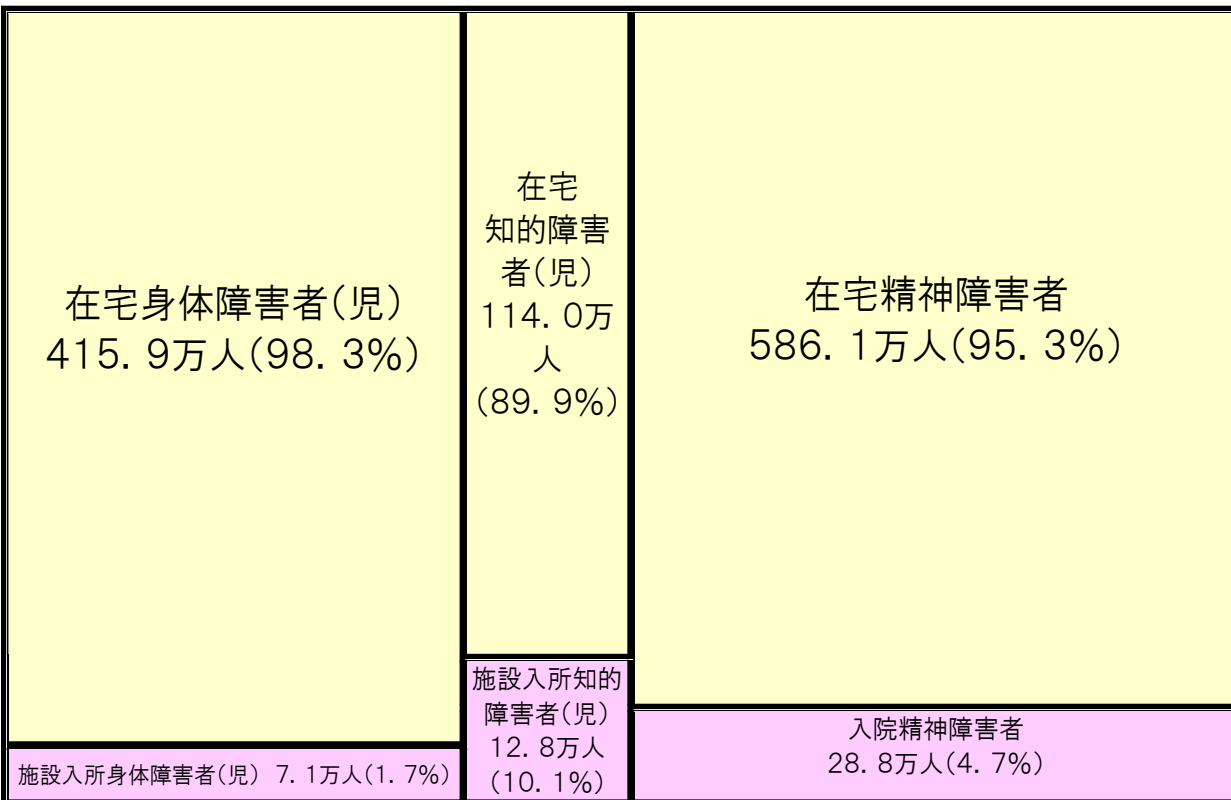 在宅身体障害者(児)
415．9万人(98．3%)
在宅
知的障害
者(児)
114．0万
人
(89．9%)
在宅精神障害者
586．1万人(95．3%)
施設入所身体障害者(児) 7．1万人(1．7%)
施設入所知的
障害者(児)
12．8万人
(10．1%)
入院精神障害者
28．8万人(4．7%)